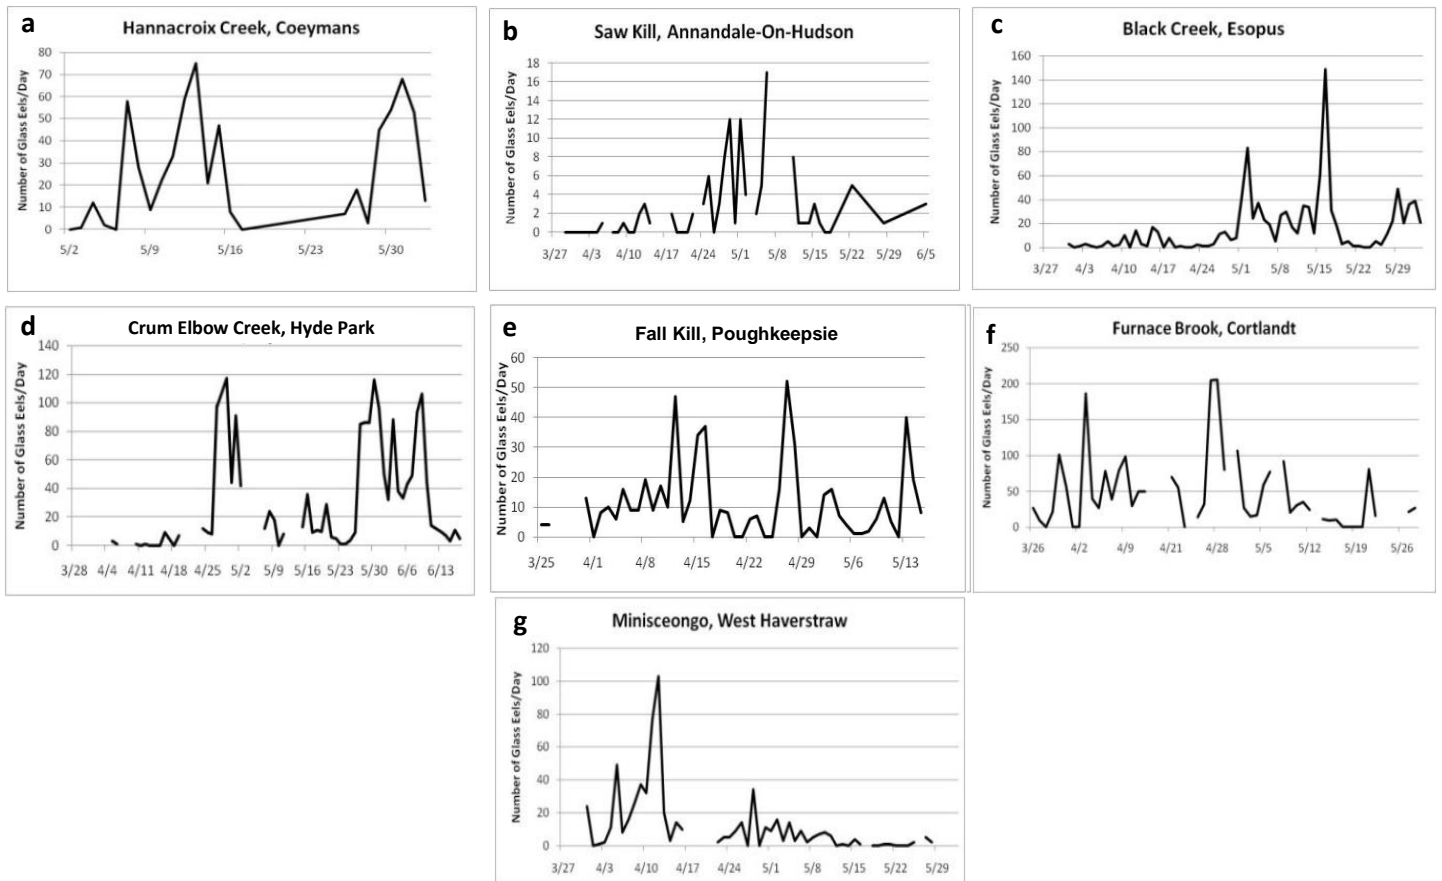 a
Hannacroix Creek, Coeymans
Number of Glass Eels/Day
80
70
60
50
40
30
20
10
0
5/2 5/9 5/16 5/23 5/30
b
Saw Kill, Annandale-On-Hudson
Number of Glass Eels/Day
18
16
14
12
10
8
6
4
2
0
3/27 4/3 4/10 4/17 4/24 5/1 5/8 5/15 5/22 5/29 6/5
c
Black Creek, Esopus
Number of Glass Eels/Day
160
140
120
100
80
60
40
20
0
3/27 4/3 4/10 4/17 4/24 5/1 5/8 5/15 5/22 5/29
d
Crum Elbow Creek, Hyde Park
Number of Glass Eels/Day
140
120
100
80
60
40
20
0
3/28 4/4 4/11 4/18 4/25 5/2 5/9 5/16 5/23 5/30 6/6 6/13
e
Fall Kill, Poughkeepsie
Number of Glass Eels/Day
60
50
40
30
20
10
0
3/25 4/1 4/8 4/15 4/22 4/29 5/6 5/13
f
Furnace Brook, Cortlandt
Number of Glass Eels/Day
250
200
150
100
50
0
3/26 4/2 4/9 4/21 4/28 5/5 5/12 5/19 5/26
g
Minisceongo, West Haverstraw
Number of Glass Eels/Day
120
100
80
60
40
20
0
3/27 4/3 4/10 4/17 4/24 5/1 5/8 5/15 5/22 5/29